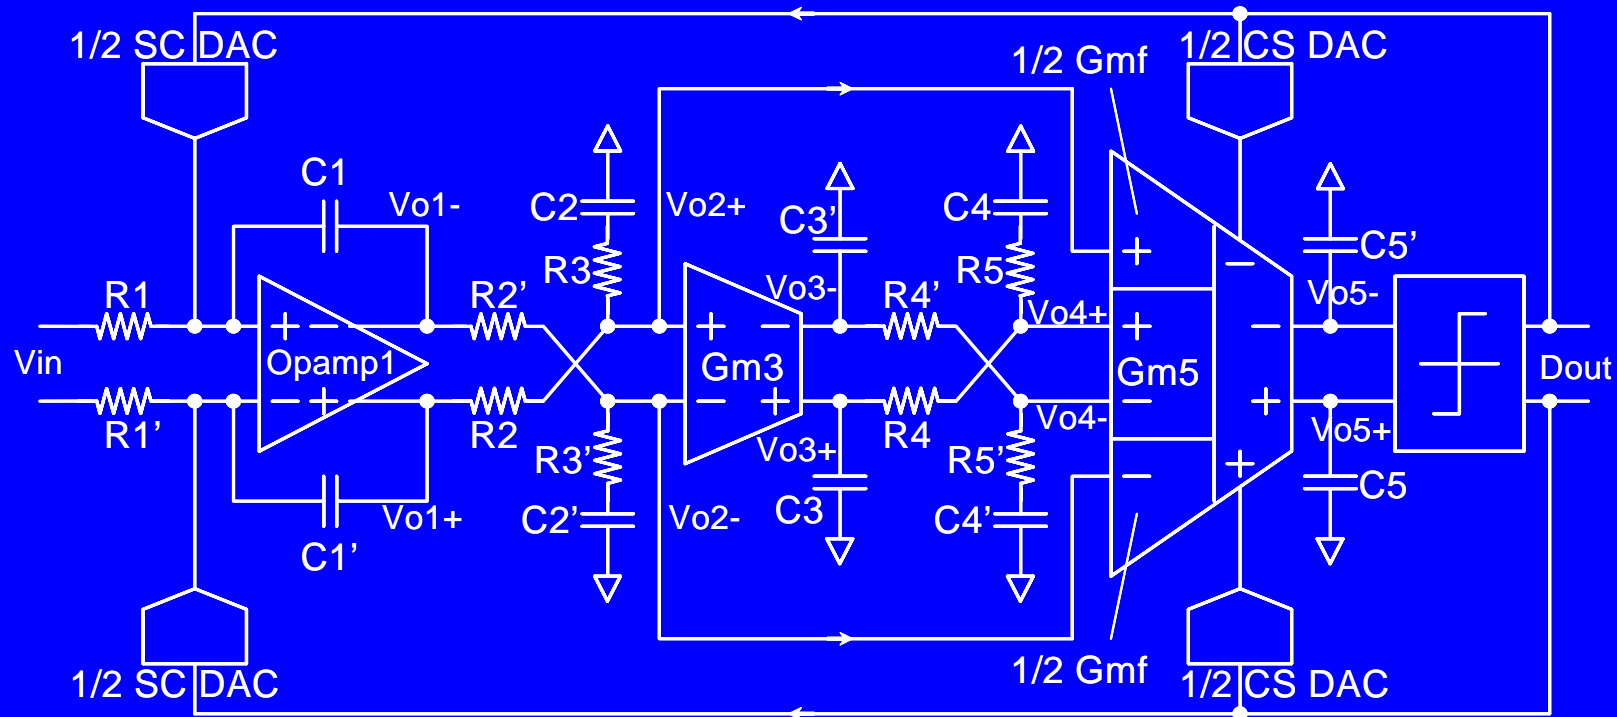 1/2 SC DAC
1/2 CS DAC
1/2 Gmf
C1
Vo1-
C2
Vo2+
C3’
C4
C5’
R3
R5
+
−
R1
R2’
Vo3-
R4’
Vo4+
Vo5-
+ −
+ −
+
−
Vin
Opamp1
Gm3
Gm5
Dout
− +
− +
−
+
R1’
R2
Vo3+
R4
Vo4-
Vo5+
R3’
R5’
+
−
C5
C2’
Vo2-
C3
C4’
Vo1+
C1’
1/2 Gmf
1/2 SC DAC
1/2 CS DAC